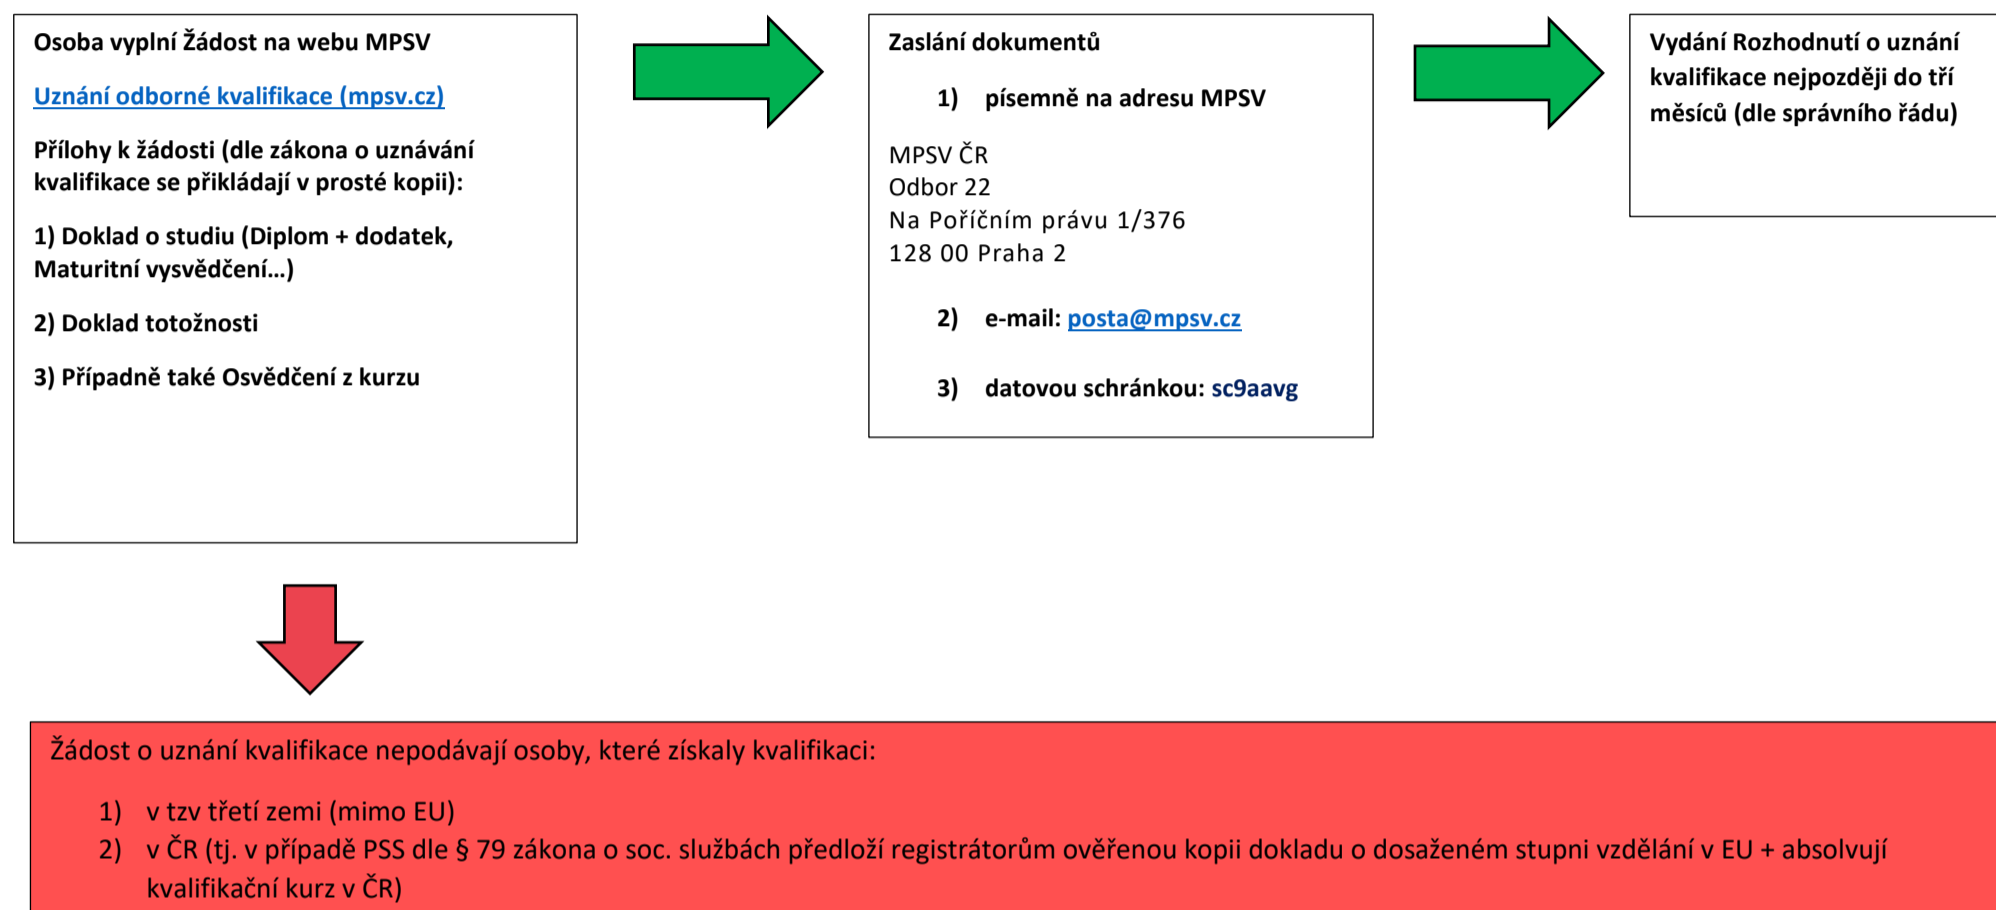 Osoba vyplní Žádost na webu MPSV
Uznání odborné kvalifikace (mpsv.cz)
Přílohy k žádosti (dle zákona o uznávání
kvalifikace se přikládají v prosté kopii):
1) Doklad o studiu (Diplom + dodatek,
Maturitní vysvědčení…)
2) Doklad totožnosti
3) Případně také Osvědčení z kurzu
Zaslání dokumentů
1) písemně na adresu MPSV
MPSV ČR
Odbor 22
Na Poříčním právu 1/376
128 00 Praha 2
2) e-mail: posta@mpsv.cz
3) datovou schránkou: sc9aavg
Vydání Rozhodnutí o uznání
kvalifikace nejpozději do tří
měsíců (dle správního řádu)
Žádost o uznání kvalifikace nepodávají osoby, které získaly kvalifikaci:
1) v tzv třetí zemi (mimo EU)
2) v ČR (tj. v případě PSS dle § 79 zákona o soc. službách předloží registrátorům ověřenou kopii dokladu o dosaženém stupni vzdělání v EU + absolvují
kvalifikační kurz v ČR)